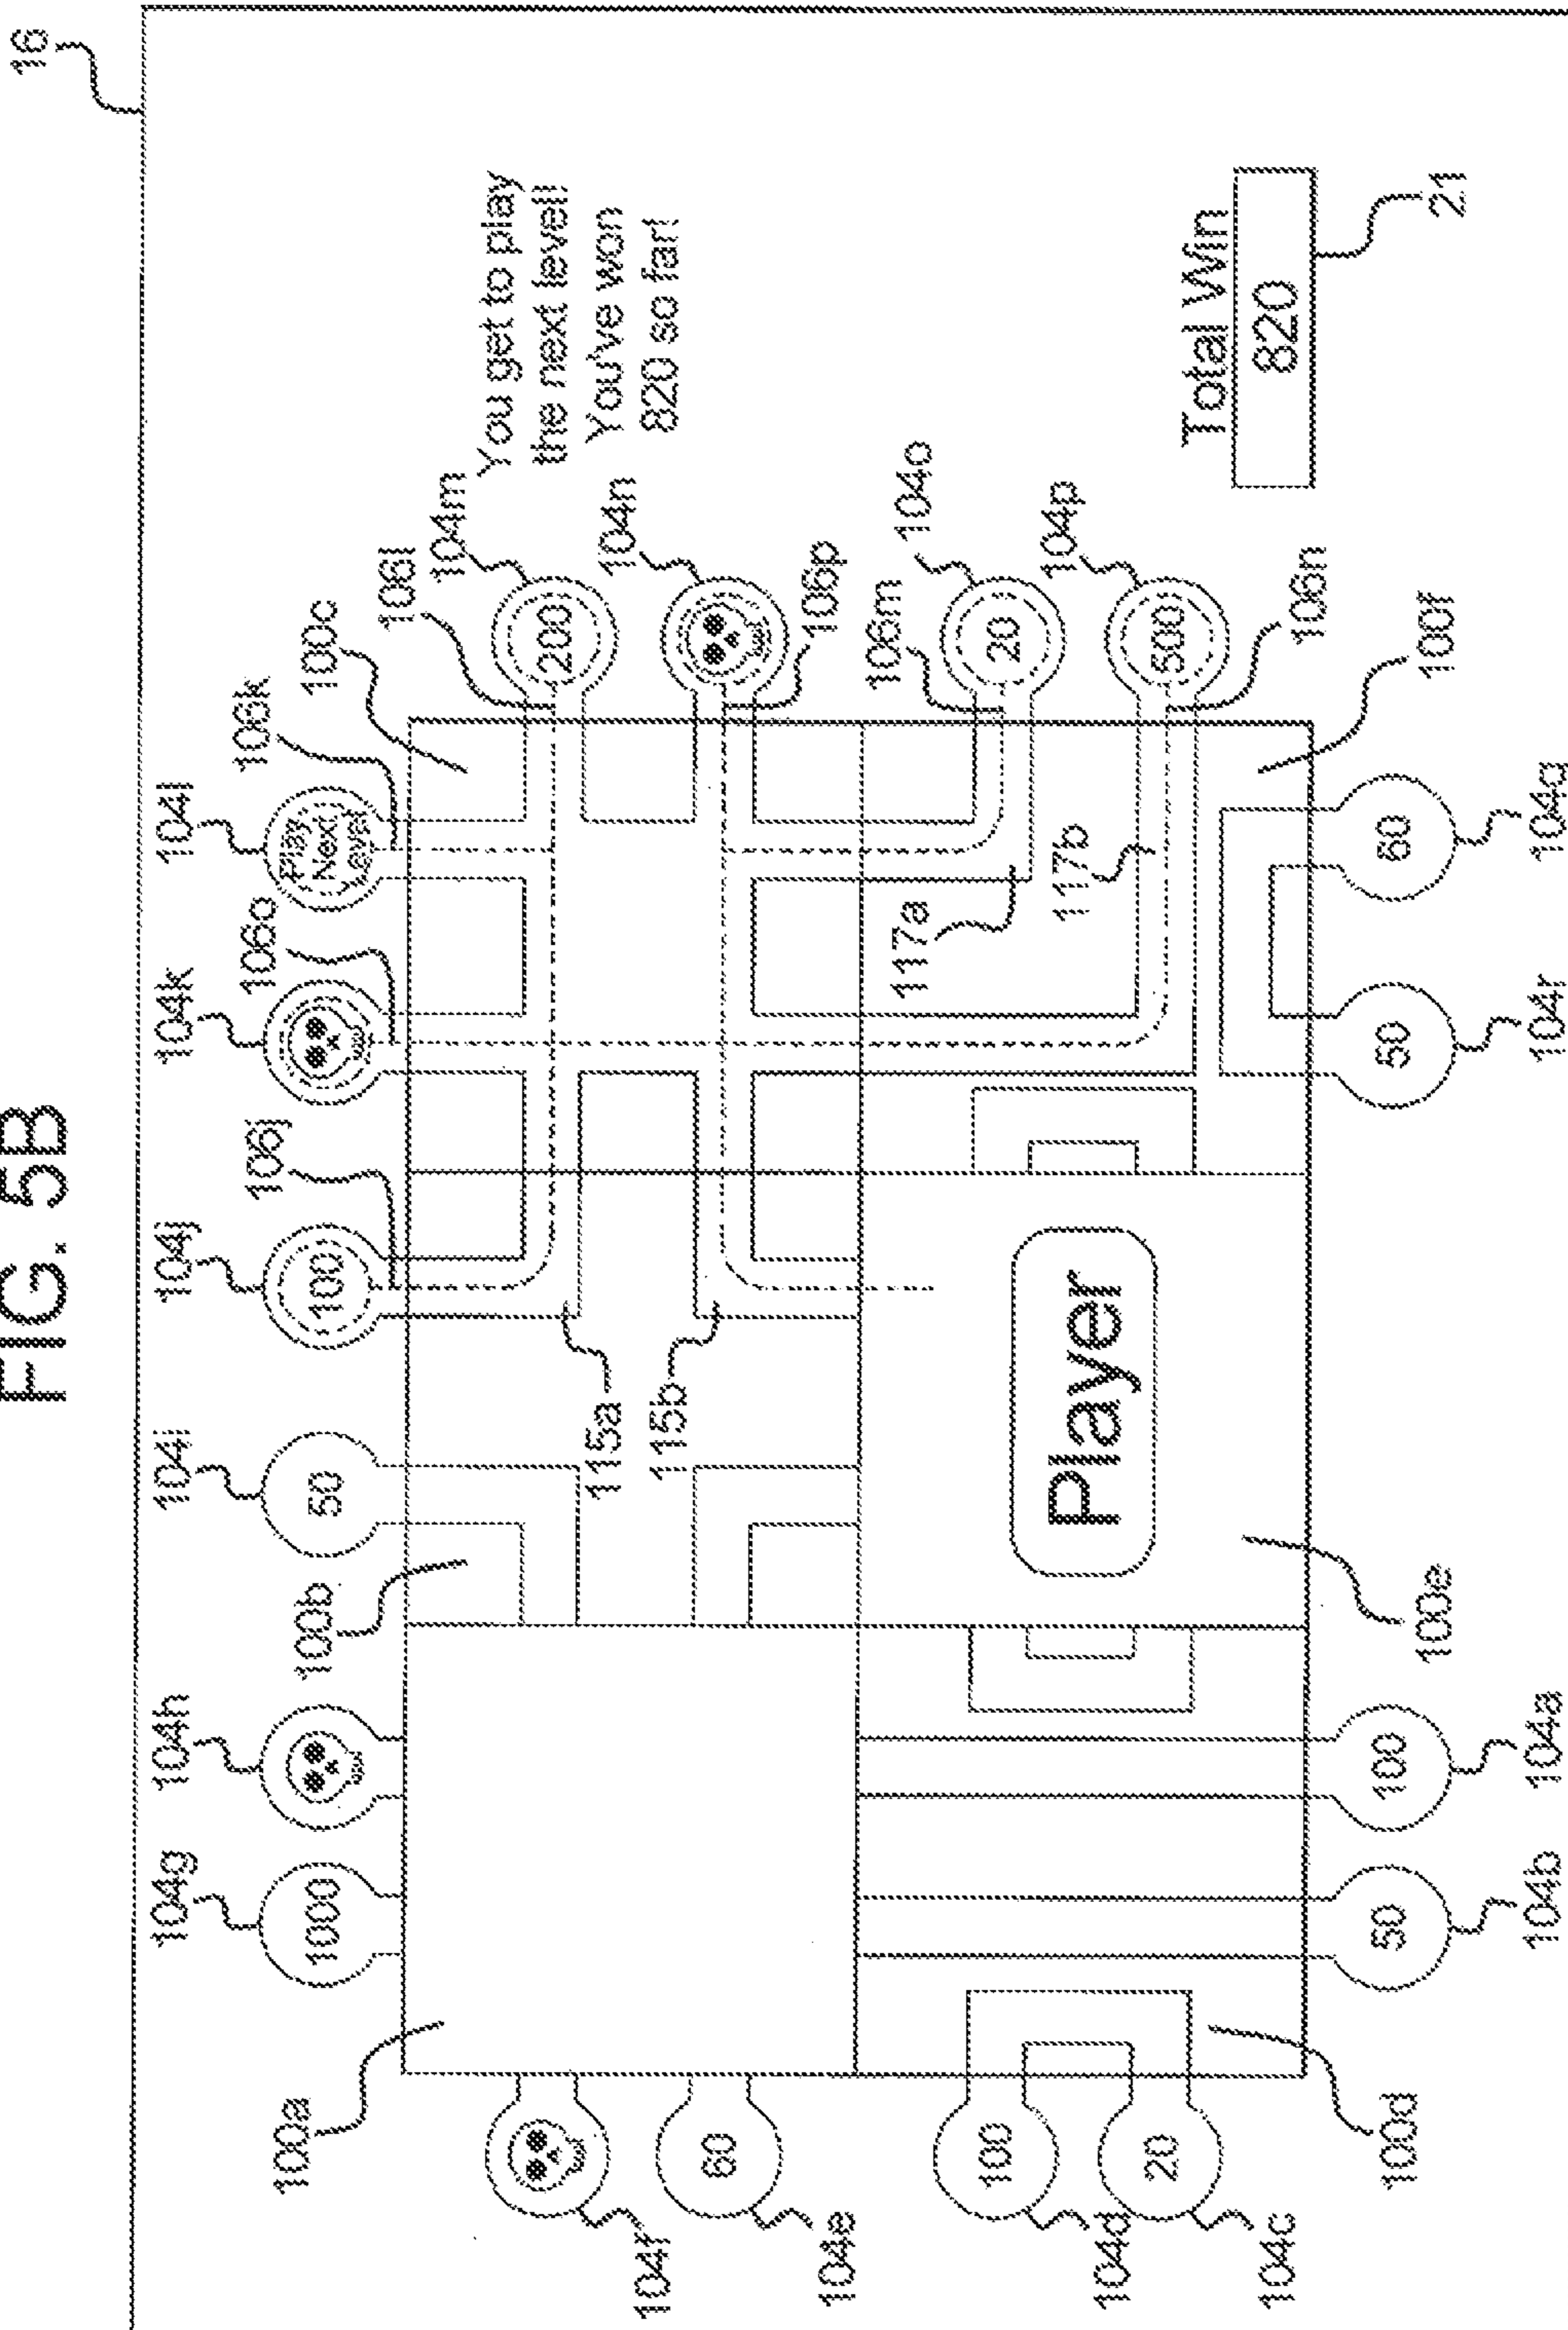 FIG. 5B
16
104g
104h
104i
104j
104k
104l
1000
50
100
Play
Next
Level
106j
106o
106k
100c
106l
104m
You get to play
the next level!
You've won
820 so far!
200
104n
106p
100a
100b
115a
115b
104f
104e
60
117a
117b
106m
104o
20
104p
500
106n
100f
Total Win
820
21
Player
104d
100
104c
20
100d
100e
50
104b
100
104a
50
104r
60
104q